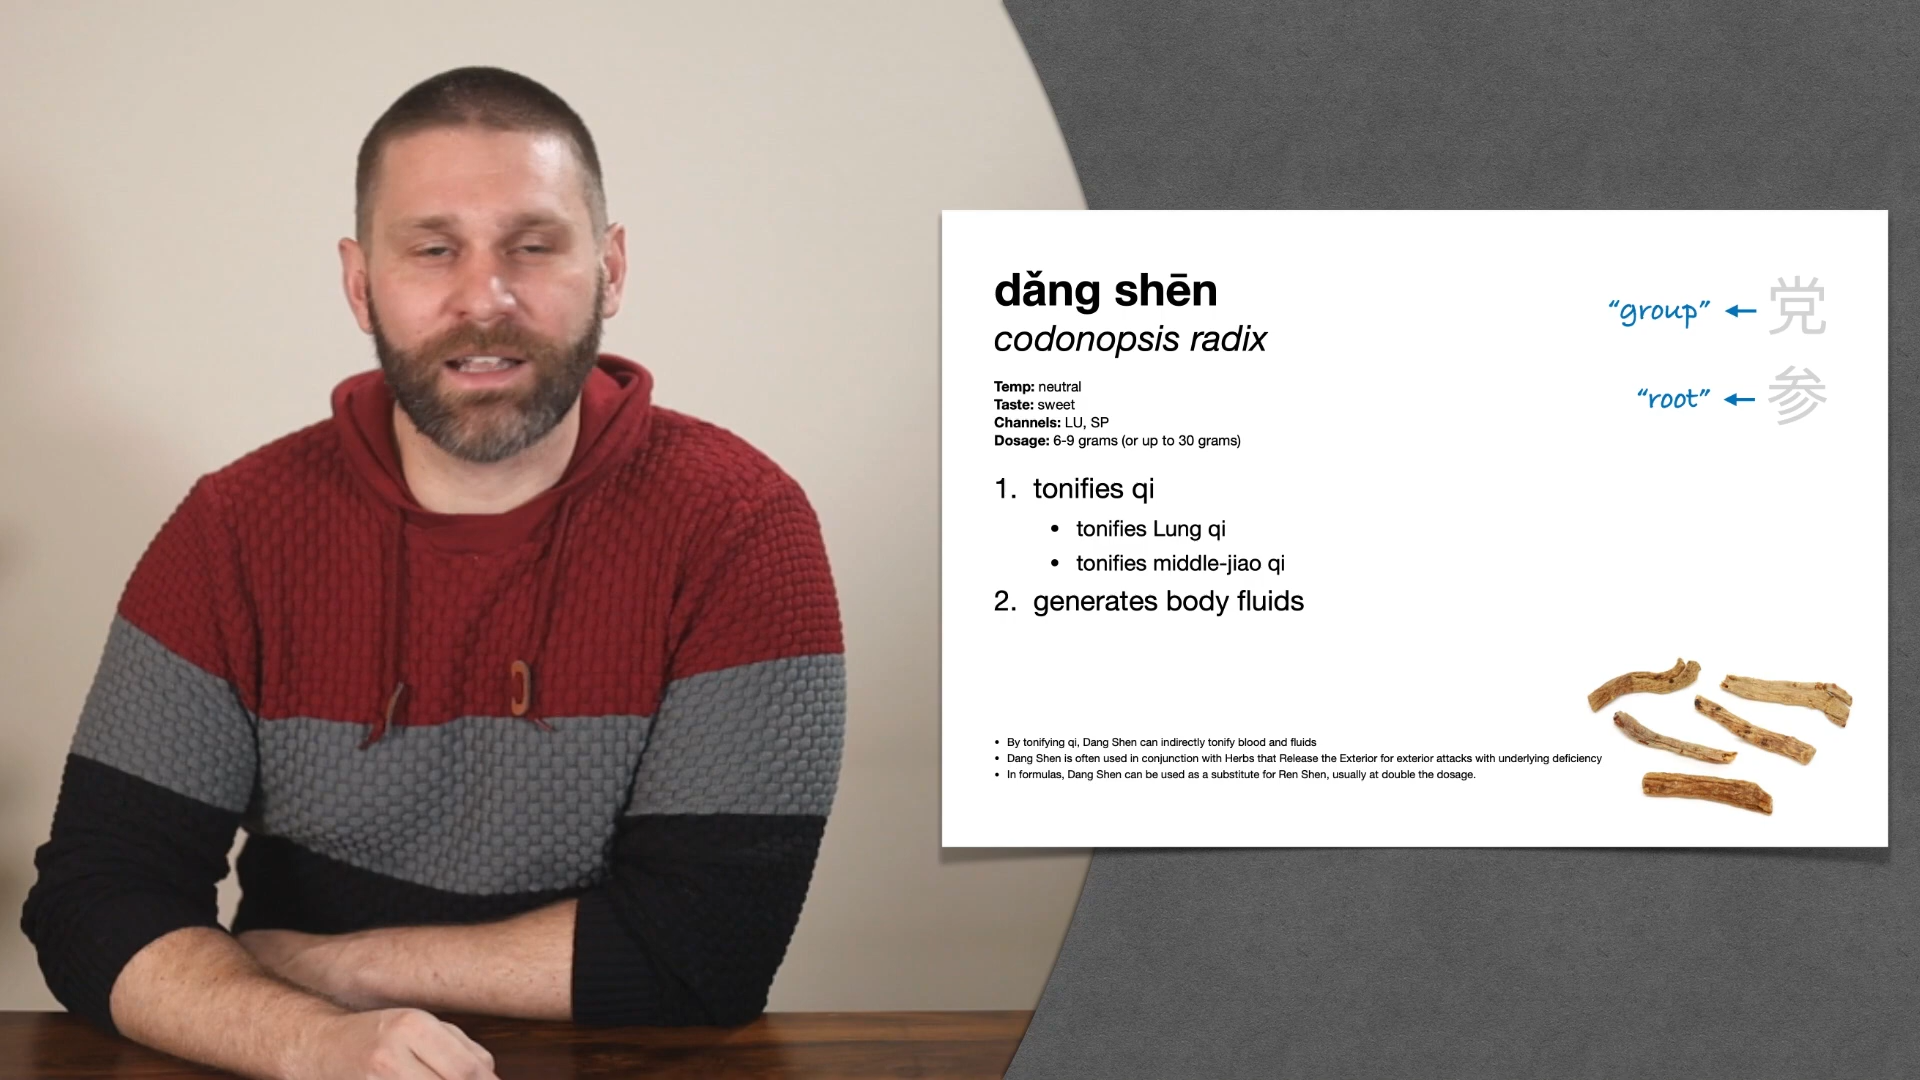 dǎng shēn
codonopsis radix
"group" ← 党
"root" ← 参
Temp: neutral
Taste: sweet
Channels: LU, SP
Dosage: 6-9 grams (or up to 30 grams)
1. tonifies qi
• tonifies Lung qi
• tonifies middle-jiao qi
2. generates body fluids
• By tonifying qi, Dang Shen can indirectly tonify blood and fluids
• Dang Shen is often used in conjunction with Herbs that Release the Exterior for exterior attacks with underlying deficiency
• In formulas, Dang Shen can be used as a substitute for Ren Shen, usually at double the dosage.